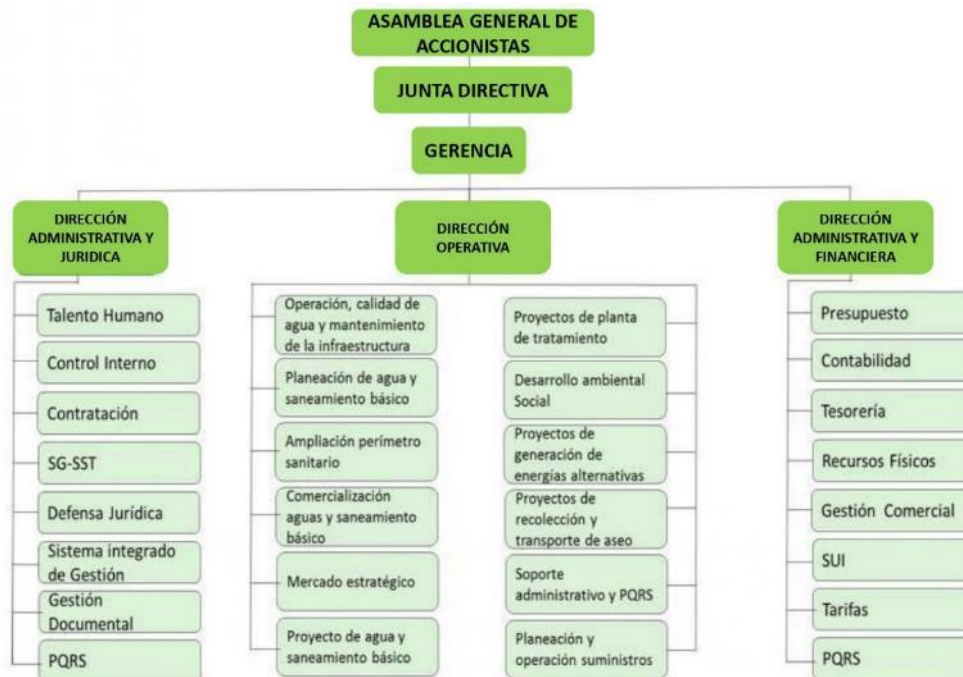 ASAMBLEA GENERAL DE
ACCIONISTAS
JUNTA DIRECTIVA
GERENCIA
DIRECCIÓN
ADMINISTRATIVA Y
JURIDICA
Talento Humano
Control Interno
Contratación
SG-SST
Defensa Jurídica
Sistema integrado
de Gestión
Gestión
Documental
PQRS
DIRECCIÓN
OPERATIVA
Operación, calidad de
agua y mantenimiento
de la infraestructura
Planeación de agua y
saneamiento básico
Ampliación perímetro
sanitario
Comercialización
aguas y saneamiento
básico
Mercado estratégico
Proyecto de agua y
saneamiento básico
Proyectos de planta
de tratamiento
Desarrollo ambiental
Social
Proyectos de
generación de
energías alternativas
Proyectos de
recolección y
transporte de aseo
Soporte
administrativo y PQRS
Planeación y
operación suministros
DIRECCIÓN
ADMINISTRATIVA Y
FINANCIERA
Presupuesto
Contabilidad
Tesorería
Recursos Físicos
Gestión Comercial
SUI
Tarifas
PQRS